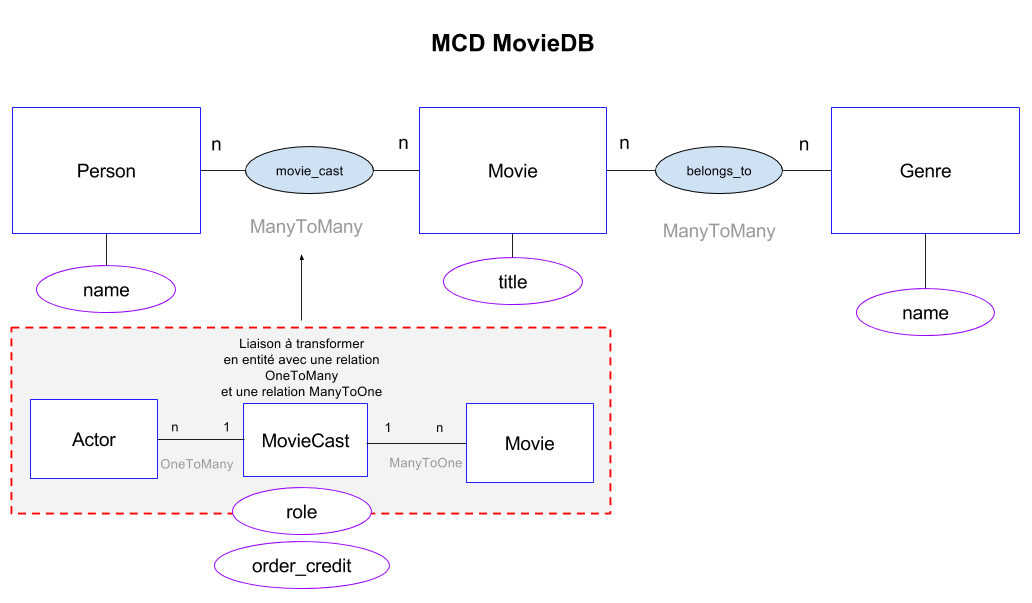 MCD MovieDB
Person
n
movie_cast
n
Movie
n
belongs_to
n
Genre
ManyToMany
ManyToMany
name
title
name
Liaison à transformer
en entité avec une relation
OneToMany
et une relation ManyToOne
Actor
n
1
MovieCast
1
n
Movie
OneToMany
ManyToOne
role
order_credit